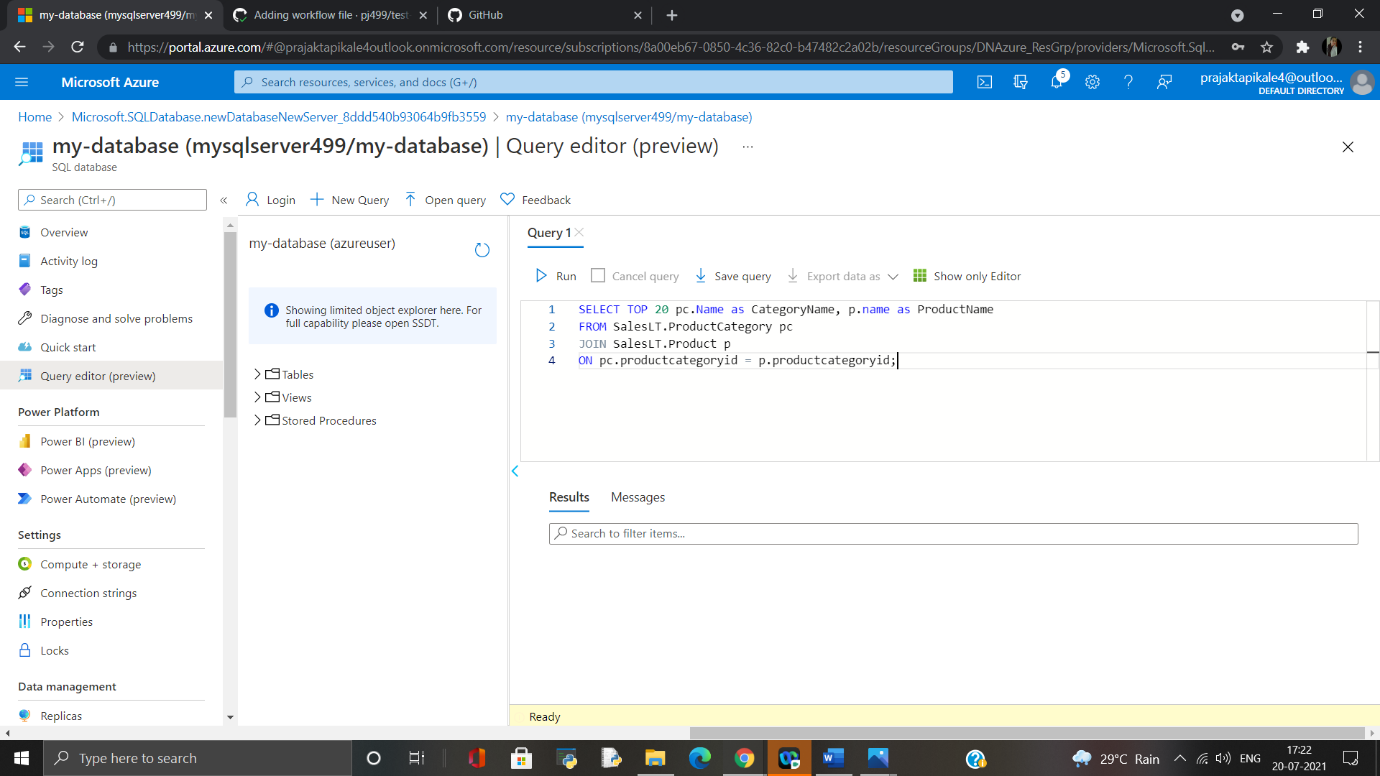 my-database (mysqlserver499/my
Adding workflow file · pj499/test
GitHub
https://portal.azure.com/#@prajaktapikale4outlook.onmicrosoft.com/resource/subscriptions/8a00eb67-0850-4c36-82c0-b47482c2a02b/resourceGroups/DNAzure_ResGrp/providers/Microsoft.Sql...
Microsoft Azure
Search resources, services, and docs (G+/)
5
prajaktapikale4@outloo...
DEFAULT DIRECTORY
Home > Microsoft.SQLDatabase.newDatabaseNewServer_8ddd540b93064b9fb3559 > my-database (mysqlserver499/my-database)
my-database (mysqlserver499/my-database) | Query editor (preview) ...
SQL database
Search (Ctrl+/)
«
Login
New Query
Open query
Feedback
Overview
Activity log
Tags
Diagnose and solve problems
Quick start
Query editor (preview)
Power Platform
Power BI (preview)
Power Apps (preview)
Power Automate (preview)
Settings
Compute + storage
Connection strings
Properties
Locks
Data management
Replicas
my-database (azureuser)
Showing limited object explorer here. For
full capability please open SSDT.
Tables
Views
Stored Procedures
Query 1
Run
Cancel query
Save query
Export data as
Show only Editor
1 SELECT TOP 20 pc.Name as CategoryName, p.name as ProductName
2 FROM SalesLT.ProductCategory pc
3 JOIN SalesLT.Product p
4 ON pc.productcategoryid = p.productcategoryid;
Results
Messages
Search to filter items...
Ready
Type here to search
29°C Rain
ENG
17:22
20-07-2021